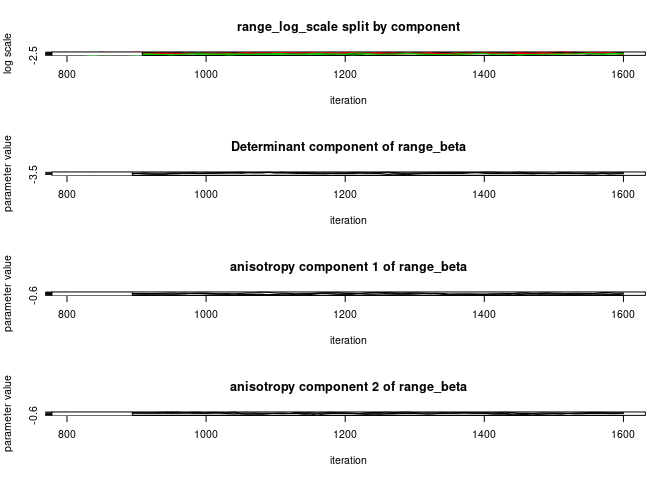 range_log_scale split by component
log scale
-2.5
800 1000 1200 1400 1600
iteration
Determinant component of range_beta
parameter value
-3.5
800 1000 1200 1400 1600
iteration
anisotropy component 1 of range_beta
parameter value
-0.6
800 1000 1200 1400 1600
iteration
anisotropy component 2 of range_beta
parameter value
-0.6
800 1000 1200 1400 1600
iteration